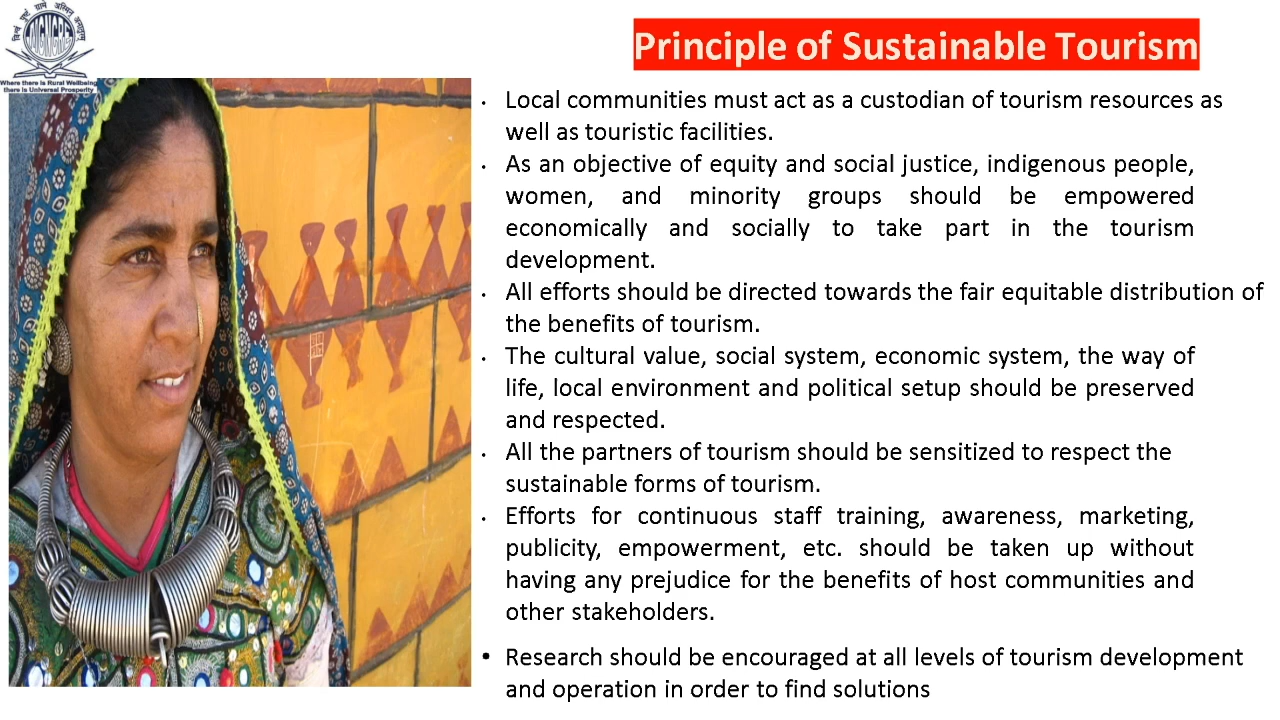 Where there is Rural Wellbeing
there is Universal Prosperity
Principle of Sustainable Tourism
• Local communities must act as a custodian of tourism resources as
well as touristic facilities.
• As an objective of equity and social justice, indigenous people,
women, and minority groups should be empowered
economically and socially to take part in the tourism
development.
• All efforts should be directed towards the fair equitable distribution of
the benefits of tourism.
• The cultural value, social system, economic system, the way of
life, local environment and political setup should be preserved
and respected.
• All the partners of tourism should be sensitized to respect the
sustainable forms of tourism.
• Efforts for continuous staff training, awareness, marketing,
publicity, empowerment, etc. should be taken up without
having any prejudice for the benefits of host communities and
other stakeholders.
• Research should be encouraged at all levels of tourism development
and operation in order to find solutions